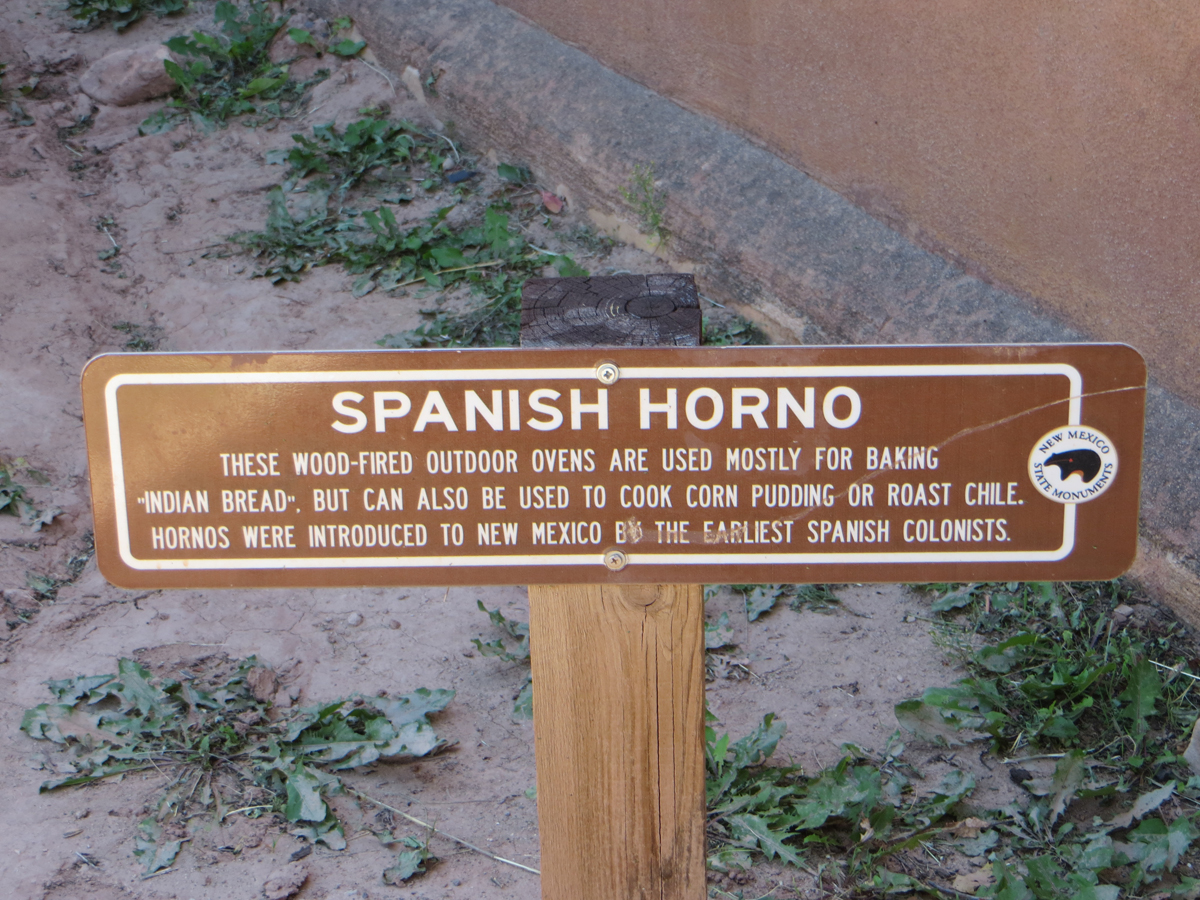 SPANISH HORNO
THESE WOOD-FIRED OUTDOOR OVENS ARE USED MOSTLY FOR BAKING
"INDIAN BREAD". BUT CAN ALSO BE USED TO COOK CORN PUDDING OR ROAST CHILE.
HORNOS WERE INTRODUCED TO NEW MEXICO BY THE EARLIEST SPANISH COLONISTS.
NEW MEXICO
STATE MONUMENTS